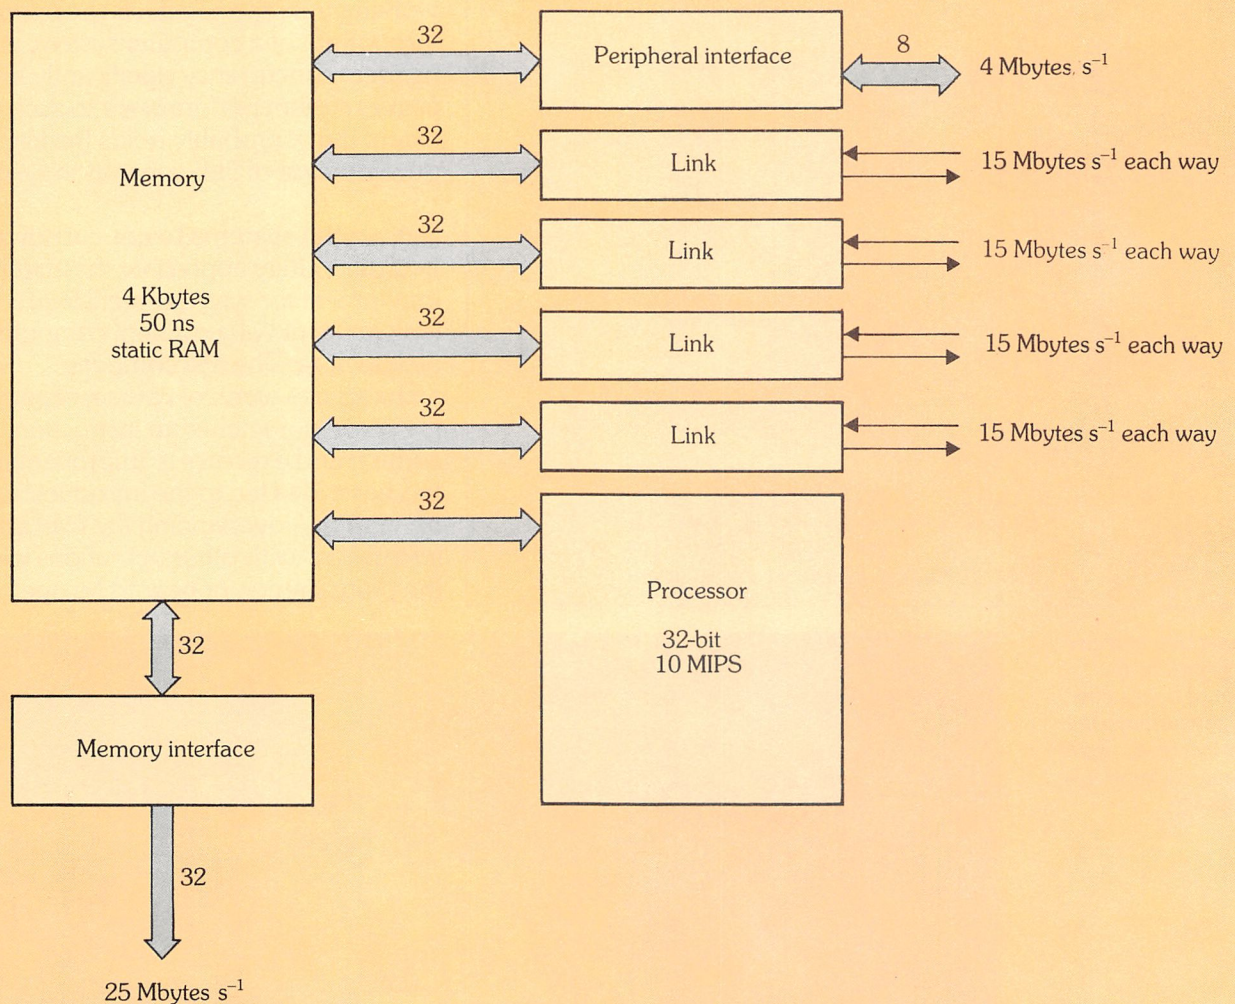 32
Peripheral interface
8
4 Mbytes s⁻¹
32
Link
15 Mbytes s⁻¹ each way
Memory
32
Link
15 Mbytes s⁻¹ each way
4 Kbytes
50 ns
static RAM
32
Link
15 Mbytes s⁻¹ each way
32
Link
15 Mbytes s⁻¹ each way
32
Processor
32-bit
10 MIPS
32
Memory interface
32
25 Mbytes s⁻¹